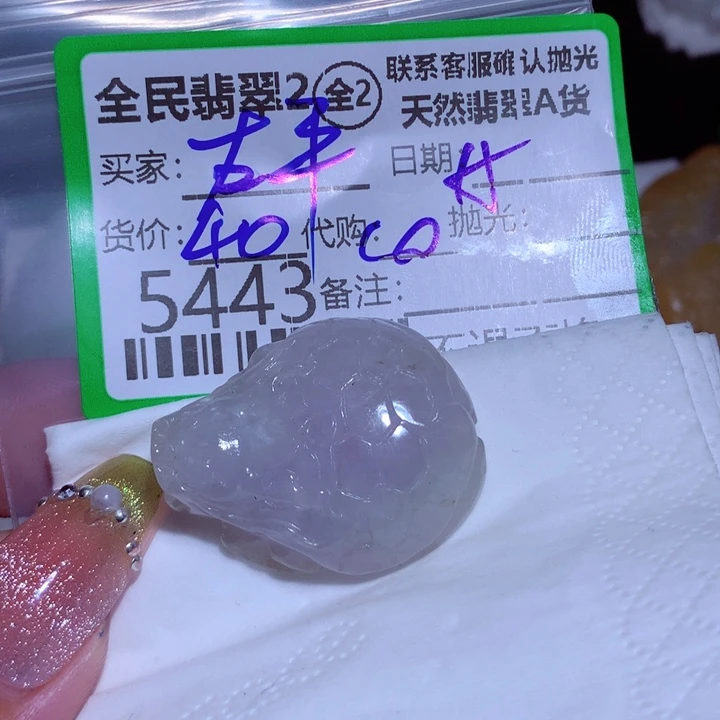 全民翡翠2 全2 联系客服确认抛光
天然翡翠A货
买家: 日期:
货价: 40 代购: 抛光:
5443 备注: